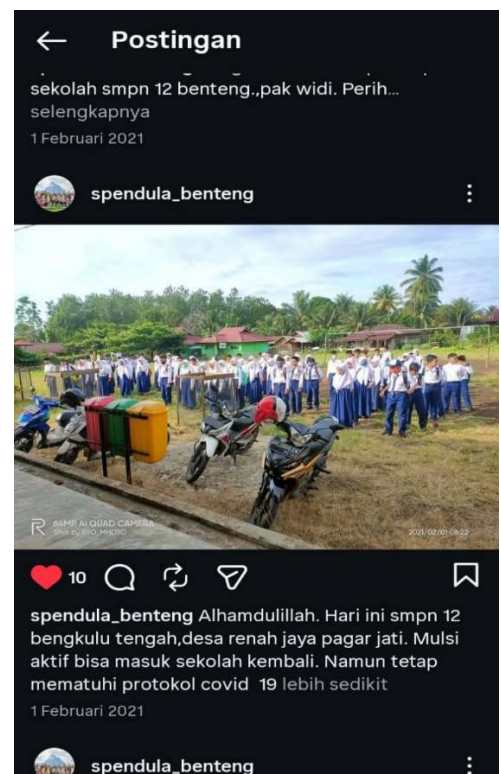 Postingan
sekolah smpn 12 benteng.,pak widi. Perih...
selengkapnya
1 Februari 2021
spendula_benteng
64MP AI QUAD CAMERA
2021/02/01 08:22
10
spendula_benteng Alhamdulillah. Hari ini smpn 12
bengkulu tengah,desa renah jaya pagar jati. Mulsi
aktif bisa masuk sekolah kembali. Namun tetap
mematuhi protokol covid 19 lebih sedikit
1 Februari 2021
spendula_benteng